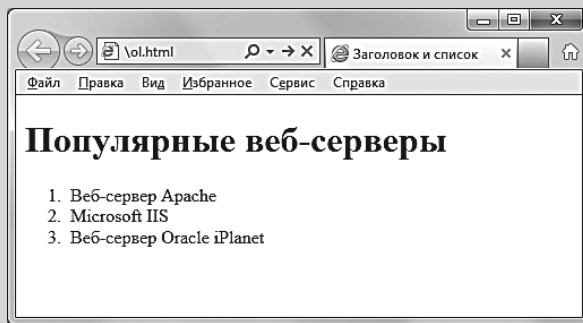 \ol.html
Заголовок и список
Файл Правка Вид Избранное Сервис Справка
Популярные веб-серверы
1. Веб-сервер Apache
2. Microsoft IIS
3. Веб-сервер Oracle iPlanet